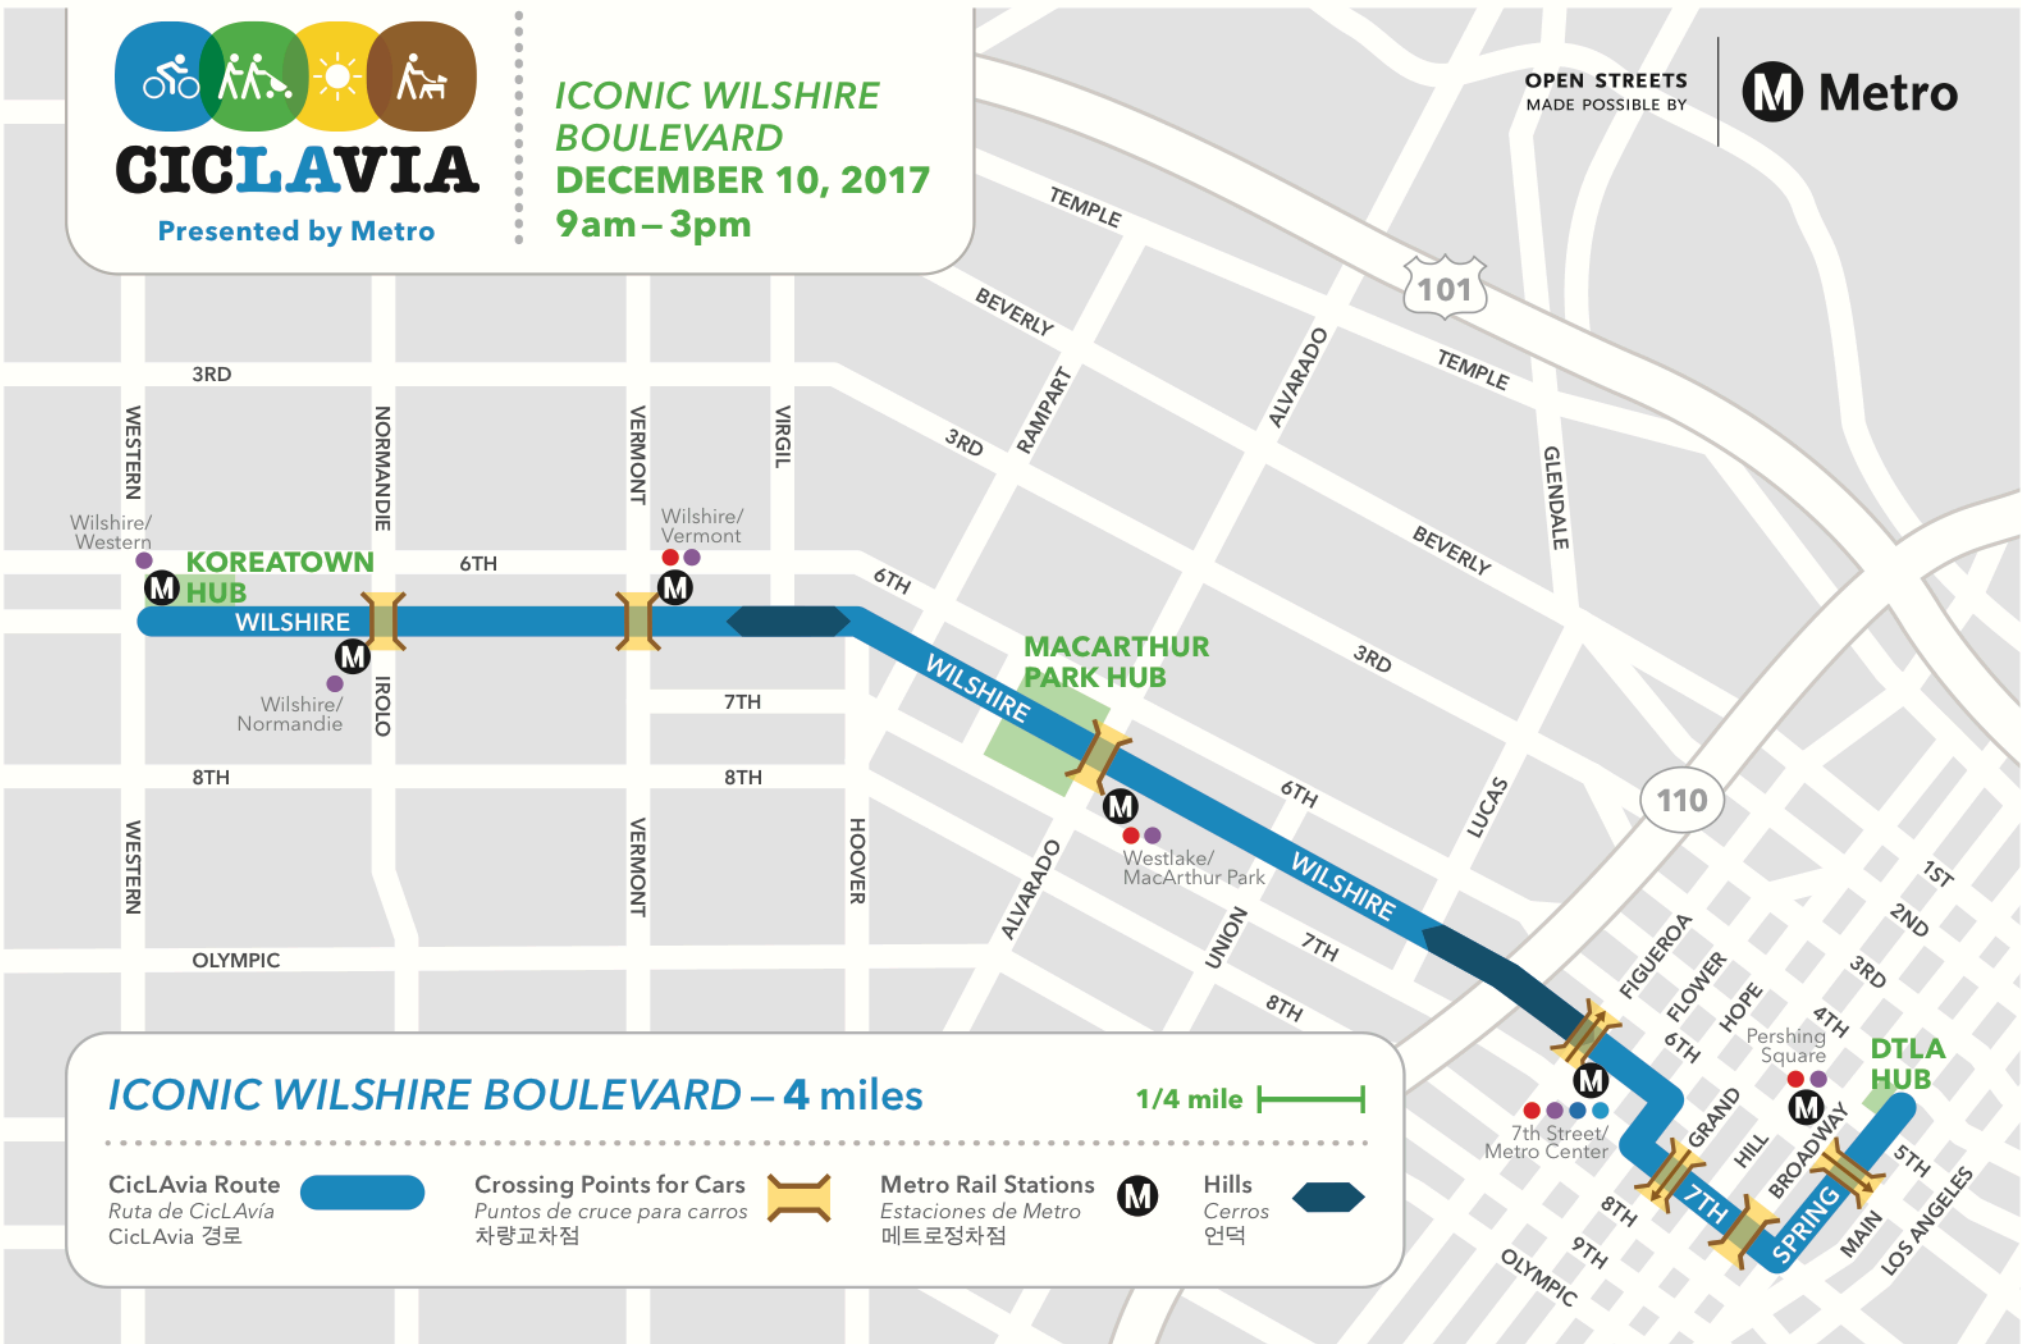 CICLAVIA
Presented by Metro
ICONIC WILSHIRE
BOULEVARD
DECEMBER 10, 2017
9am–3pm
OPEN STREETS
MADE POSSIBLE BY
M Metro
101
TEMPLE
TEMPLE
BEVERLY
BEVERLY
3RD
3RD
3RD
RAMPART
ALVARADO
GLENDALE
WESTERN
NORMANDIE
VERMONT
VIRGIL
Wilshire/
Western
M
KOREATOWN
HUB
6TH
Wilshire/
Vermont
M
6TH
WILSHIRE
M
Wilshire/
Normandie
IROLO
7TH
8TH
8TH
WILSHIRE
MACARTHUR
PARK HUB
M
Westlake/
MacArthur Park
6TH
LUCAS
110
WESTERN
VERMONT
HOOVER
ALVARADO
UNION
WILSHIRE
7TH
8TH
OLYMPIC
1ST
2ND
3RD
4TH
FIGUEROA
FLOWER
HOPE
6TH
Pershing
Square
M
DTLA
HUB
M
7th Street/
Metro Center
GRAND
HILL
BROADWAY
5TH
7TH
SPRING
MAIN
LOS ANGELES
8TH
9TH
OLYMPIC
ICONIC WILSHIRE BOULEVARD – 4 miles
1/4 mile
CicLAvia Route
Ruta de CicLAvía
CicLAvia 경로
Crossing Points for Cars
Puntos de cruce para carros
차량교차점
Metro Rail Stations
Estaciones de Metro
메트로정차점
M
Hills
Cerros
언덕